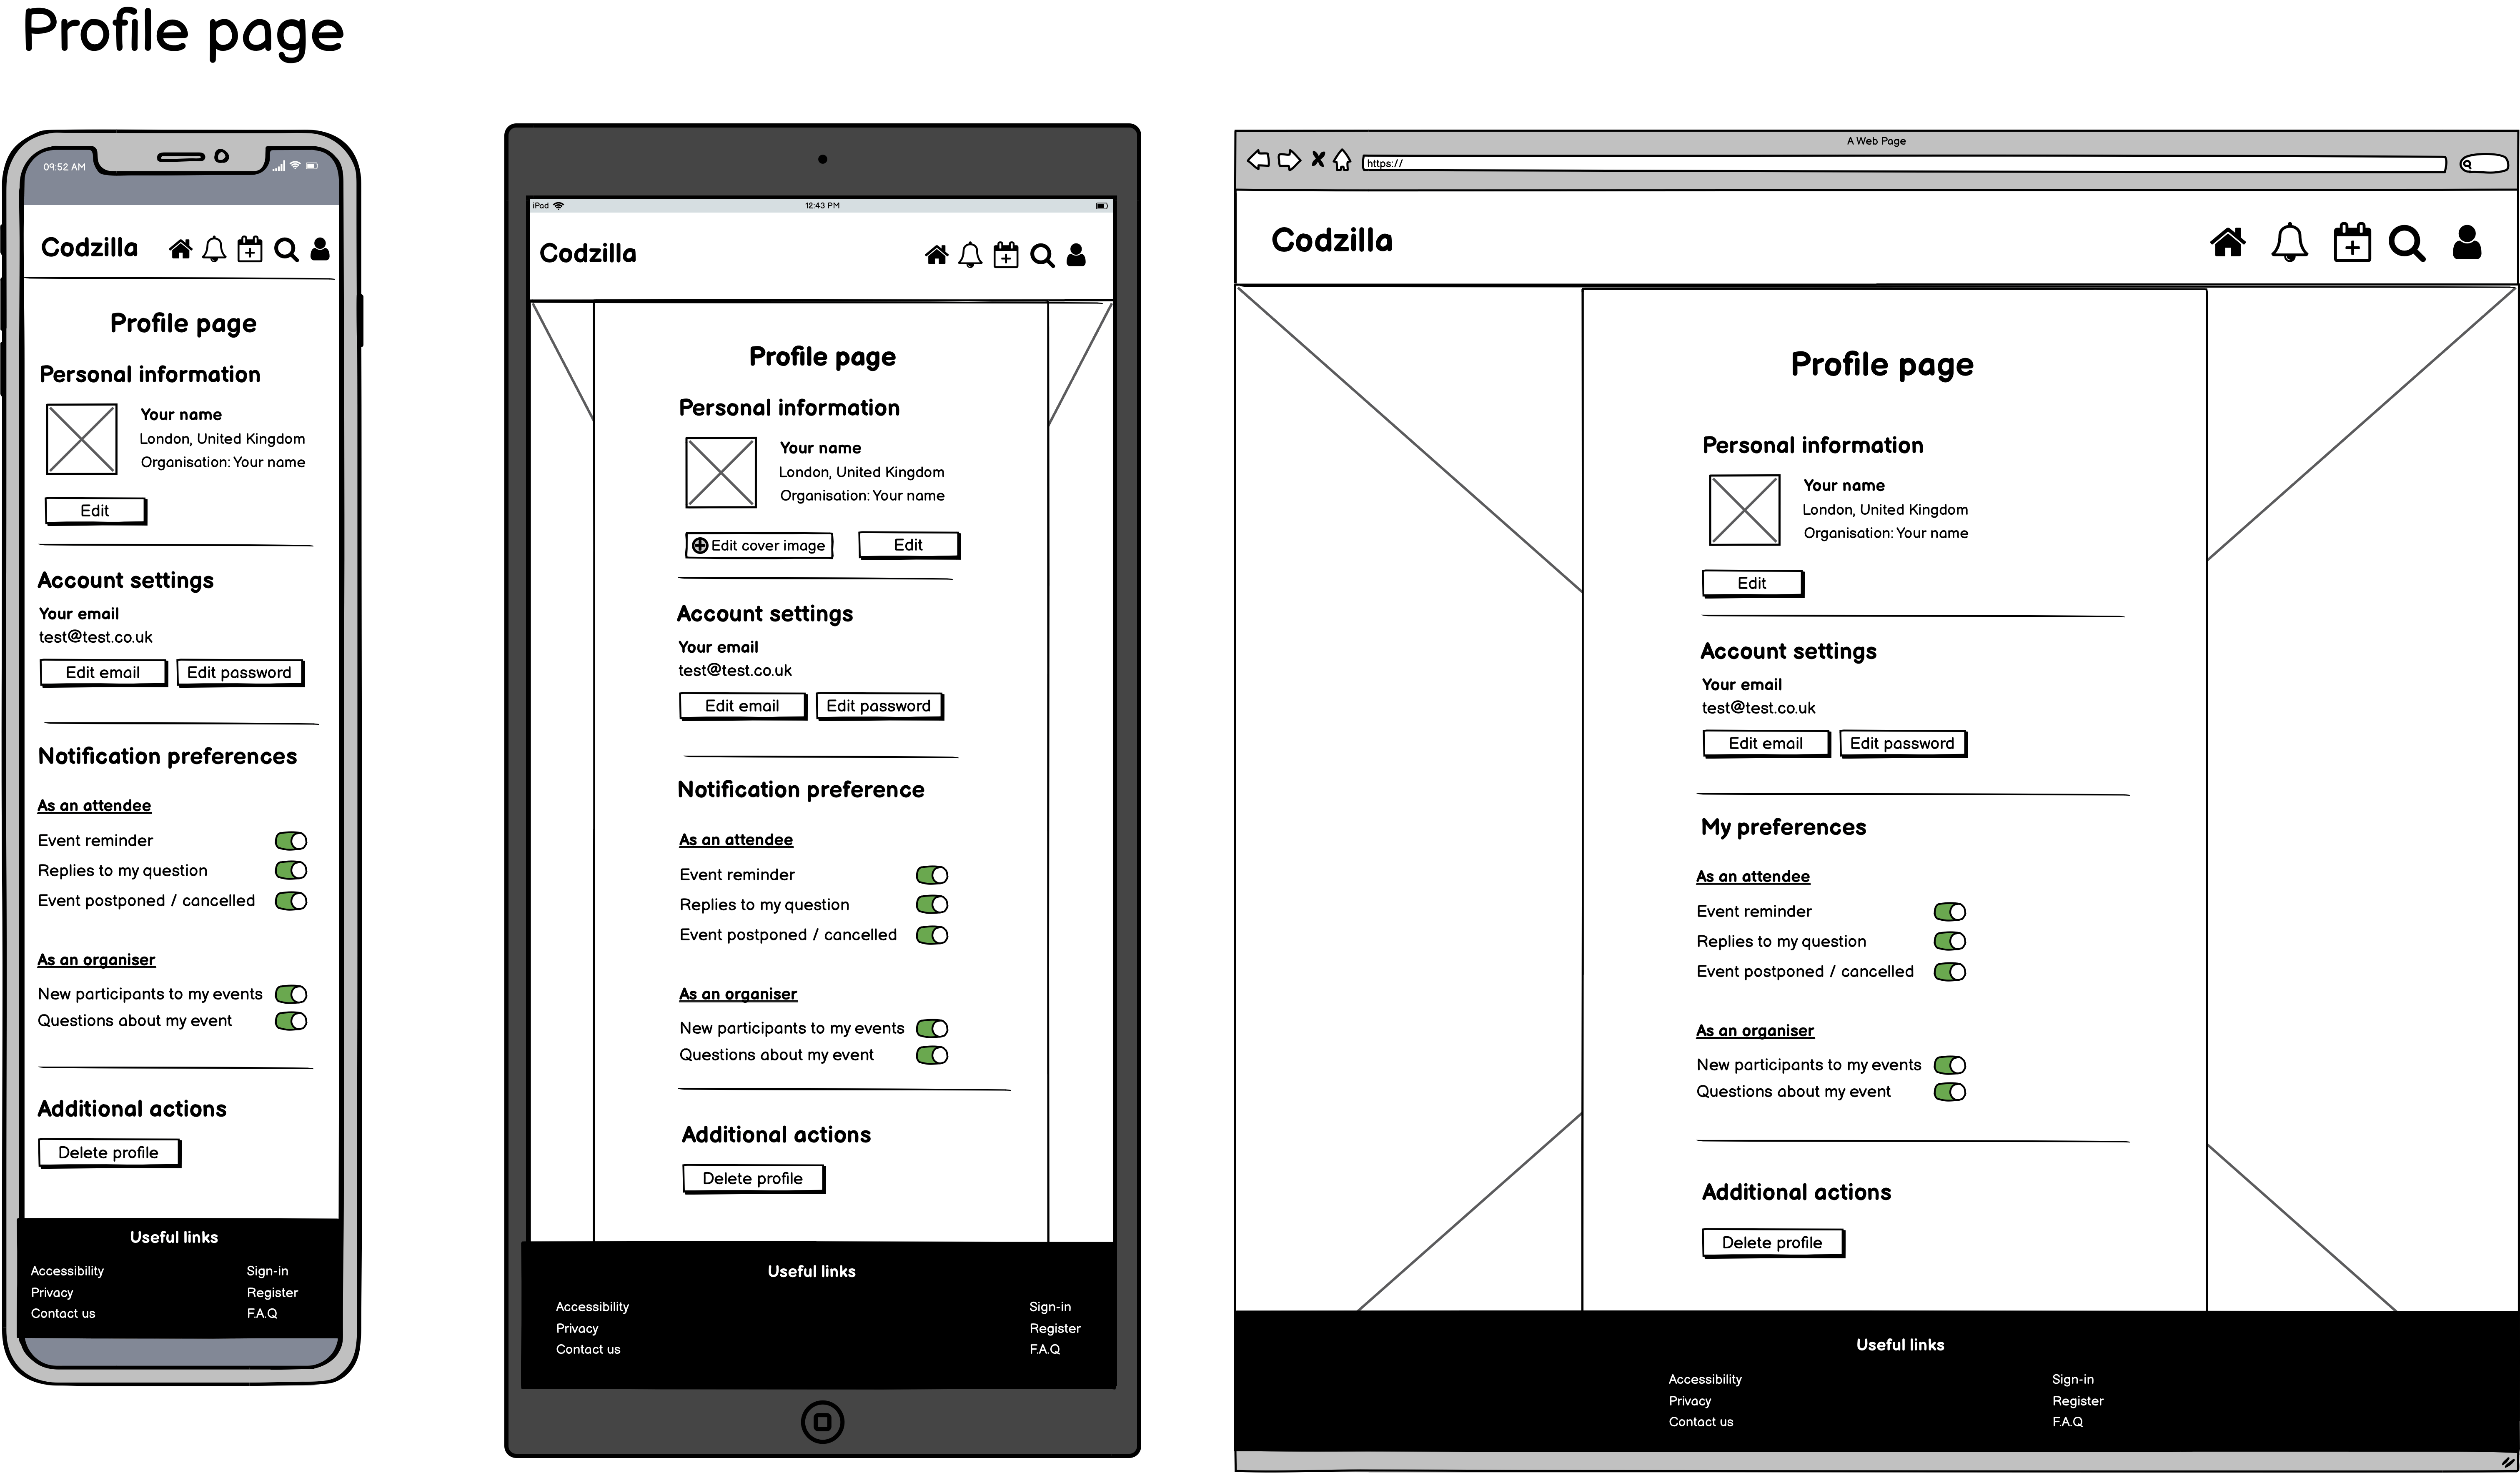 Profile page
09:52 AM
Codzilla
Profile page
Personal information
Your name
London, United Kingdom
Organisation: Your name
Edit
Account settings
Your email
test@test.co.uk
Edit email Edit password
Notification preferences
As an attendee
Event reminder
Replies to my question
Event postponed / cancelled
As an organiser
New participants to my events
Questions about my event
Additional actions
Delete profile
Useful links
Accessibility Sign-in
Privacy Register
Contact us F.A.Q
iPad 12:43 PM
Codzilla
Profile page
Personal information
Your name
London, United Kingdom
Organisation: Your name
Edit cover image Edit
Account settings
Your email
test@test.co.uk
Edit email Edit password
Notification preference
As an attendee
Event reminder
Replies to my question
Event postponed / cancelled
As an organiser
New participants to my events
Questions about my event
Additional actions
Delete profile
Useful links
Accessibility Sign-in
Privacy Register
Contact us F.A.Q
A Web Page
https://
Codzilla
Profile page
Personal information
Your name
London, United Kingdom
Organisation: Your name
Edit
Account settings
Your email
test@test.co.uk
Edit email Edit password
My preferences
As an attendee
Event reminder
Replies to my question
Event postponed / cancelled
As an organiser
New participants to my events
Questions about my event
Additional actions
Delete profile
Useful links
Accessibility Sign-in
Privacy Register
Contact us F.A.Q